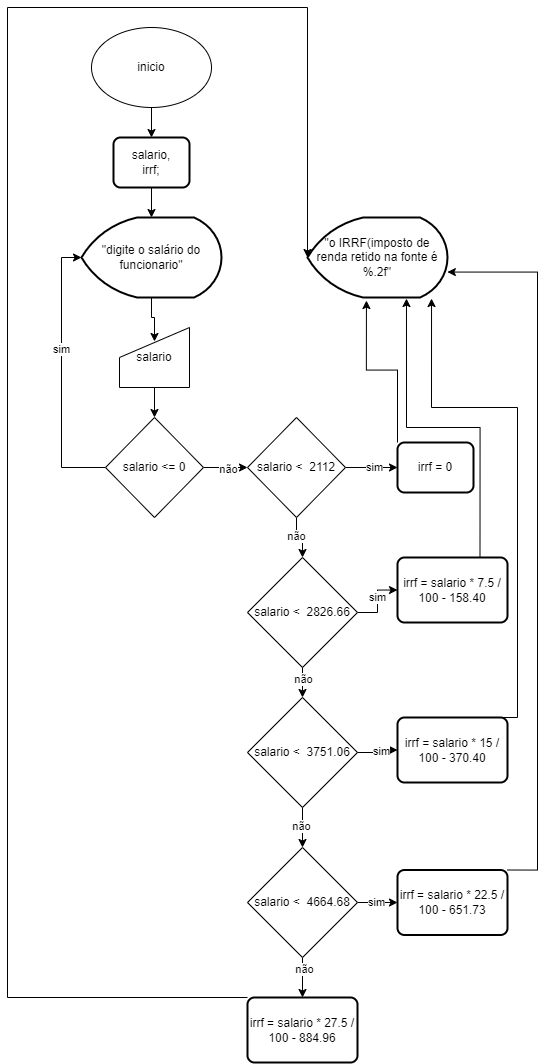 inicio
salario,
irrf;
"digite o salário do
funcionario"
"o IRRF(imposto de
renda retido na fonte é
%.2f"
sim
salario
salario <= 0
não
salario <  2112
sim
irrf = 0
não
salario <  2826.66
sim
irrf = salario * 7.5 /
100 - 158.40
não
salario <  3751.06
sim
irrf = salario * 15 /
100 - 370.40
não
salario <  4664.68
sim
irrf = salario * 22.5 /
100 - 651.73
não
irrf = salario * 27.5 /
100 - 884.96